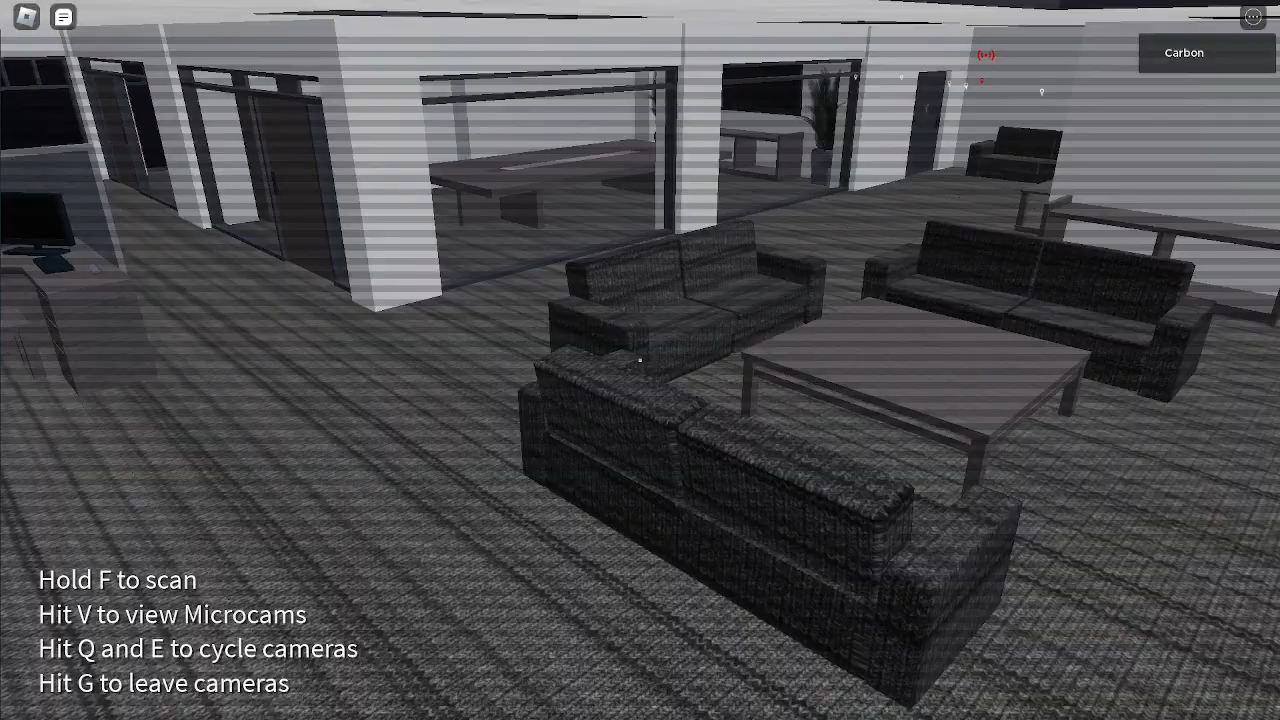 Carbon
Hold F to scan
Hit V to view Microcams
Hit Q and E to cycle cameras
Hit G to leave cameras